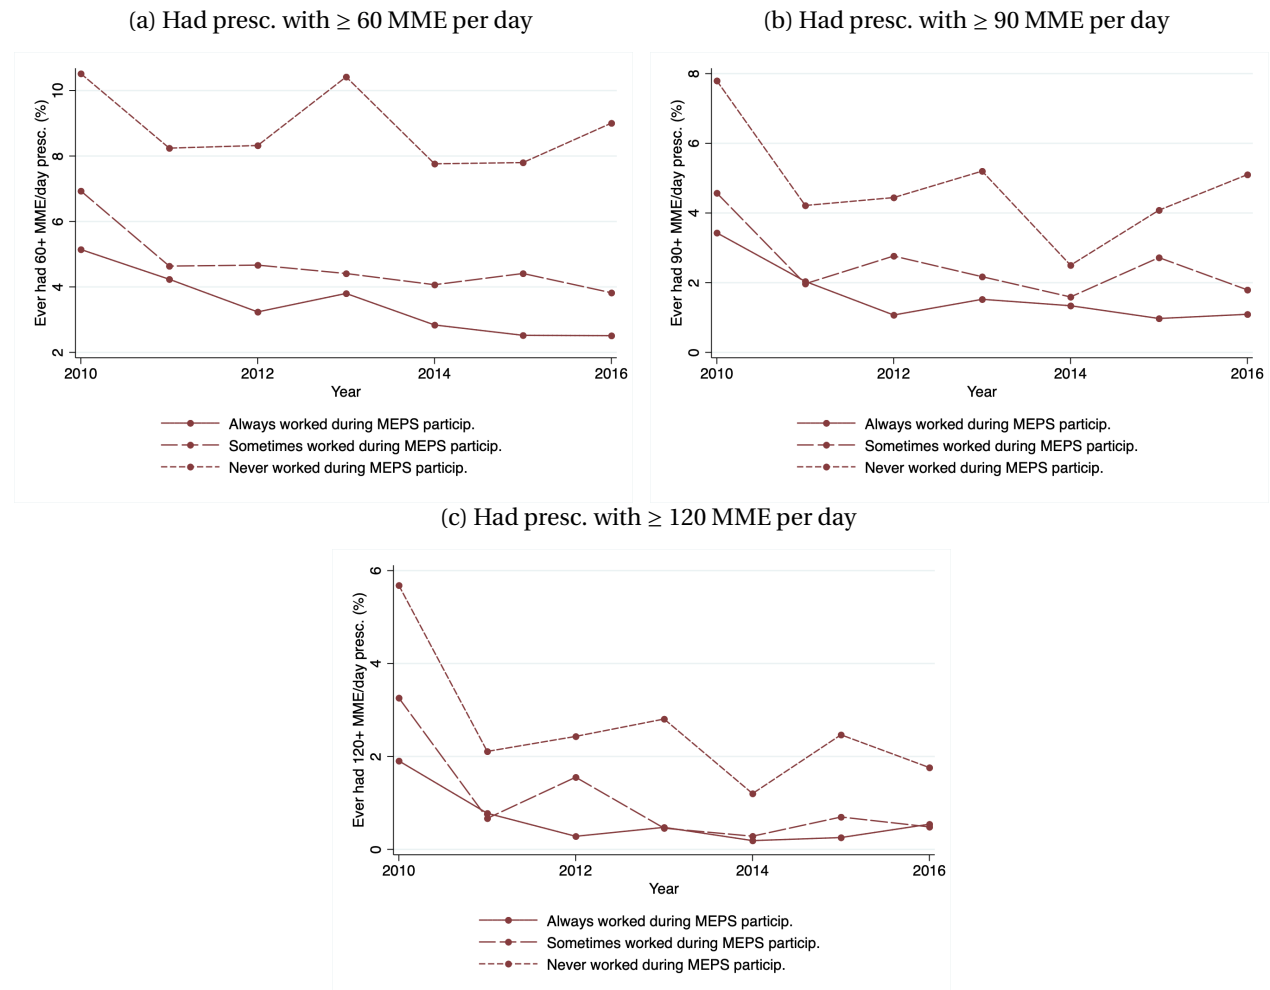 (a) Had presc. with ≥ 60 MME per day
Ever had 60+ MME/day presc. (%)
10
8
6
4
2
2010 2012 2014 2016
Year
Always worked during MEPS particip.
Sometimes worked during MEPS particip.
Never worked during MEPS particip.
(b) Had presc. with ≥ 90 MME per day
Ever had 90+ MME/day presc. (%)
8
6
4
2
0
2010 2012 2014 2016
Year
Always worked during MEPS particip.
Sometimes worked during MEPS particip.
Never worked during MEPS particip.
(c) Had presc. with ≥ 120 MME per day
Ever had 120+ MME/day presc. (%)
6
4
2
0
2010 2012 2014 2016
Year
Always worked during MEPS particip.
Sometimes worked during MEPS particip.
Never worked during MEPS particip.